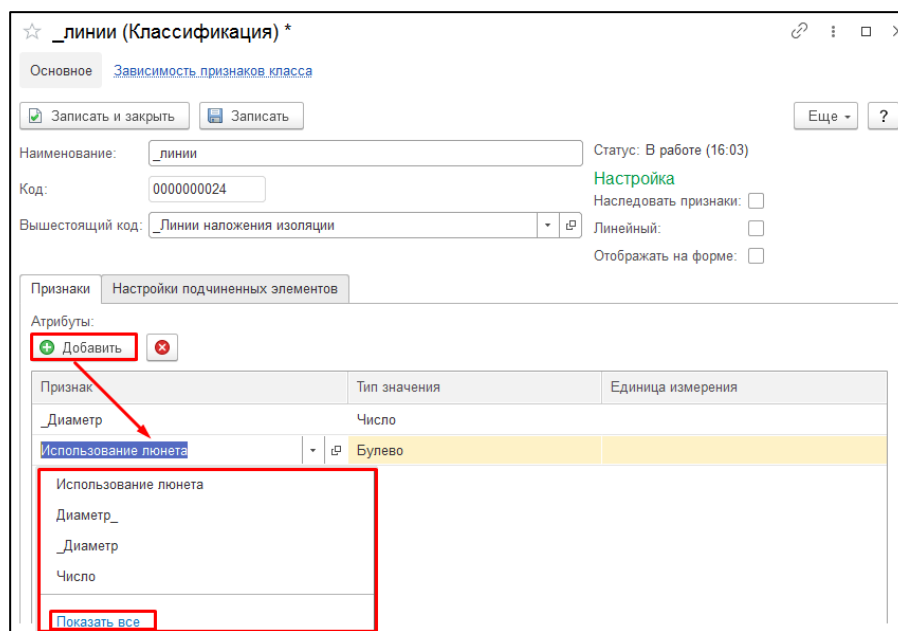 _линии (Классификация) *
Основное Зависимость признаков класса
Записать и закрыть Записать Еще ?
Наименование: _линии Статус: В работе (16:03)
Настройка
Код: 0000000024 Наследовать признаки:
Вышестоящий код: _Линии наложения изоляции Линейный:
Отображать на форме:
Признаки Настройки подчиненных элементов
Атрибуты:
Добавить
Признак Тип значения Единица измерения
_Диаметр Число
Использование люнета Булево
Использование люнета
Диаметр_
_Диаметр
Число
Показать все